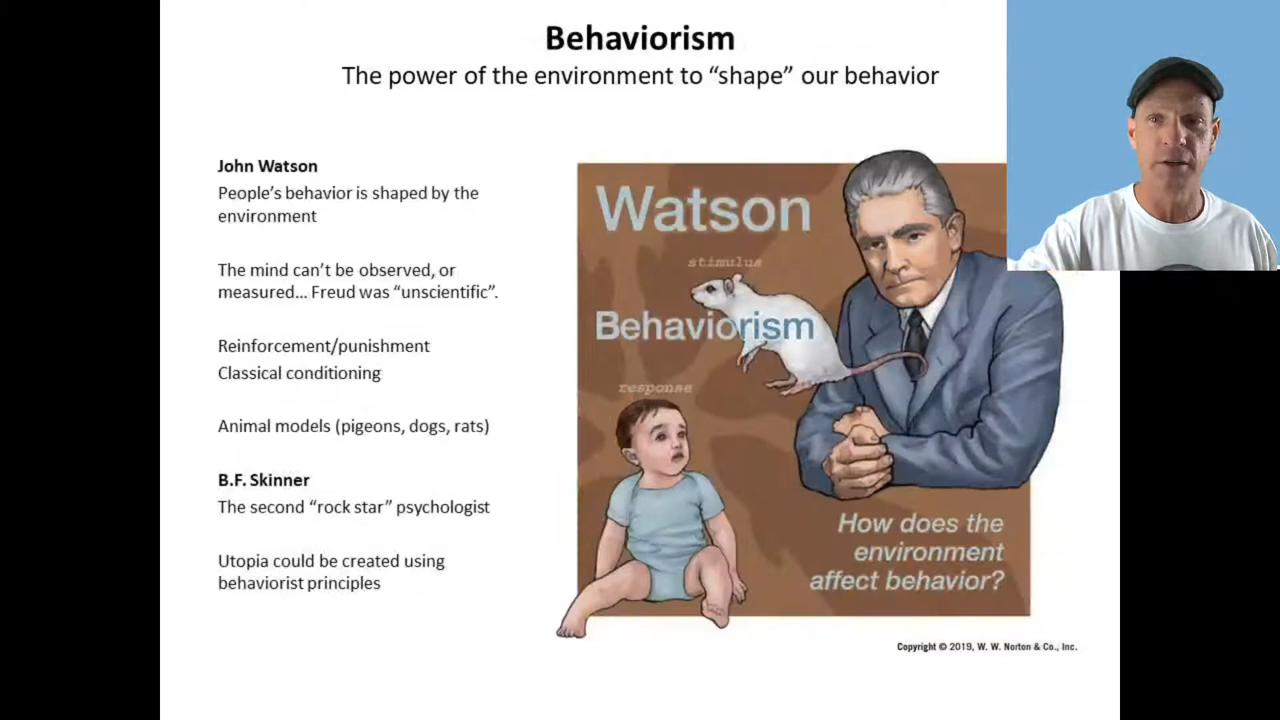 Behaviorism
The power of the environment to “shape” our behavior
John Watson
People’s behavior is shaped by the
environment
The mind can’t be observed, or
measured... Freud was “unscientific”.
Reinforcement/punishment
Classical conditioning
Animal models (pigeons, dogs, rats)
B.F. Skinner
The second “rock star” psychologist
Utopia could be created using
behaviorist principles
Watson
stimulus
Behaviorism
response
How does the
environment
affect behavior?
Copyright © 2019, W. W. Norton & Co., Inc.